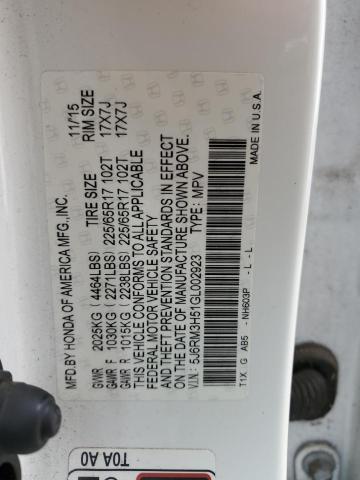 MFD.BY HONDA OF AMERICA MFG.,INC. 11/15
TIRE SIZE RIM SIZE
GVWR 2025KG (4464LBS)
GAWR F 1030KG (2271LBS) 225/65R17 102T 17X7J
GAWR R 1015KG (2238LBS) 225/65R17 102T 17X7J
THIS VEHICLE CONFORMS TO ALL APPLICABLE
FEDERAL MOTOR VEHICLE SAFETY
AND THEFT PREVENTION STANDARDS IN EFFECT
ON THE DATE OF MANUFACTURE SHOWN ABOVE.
V.I.N: 5J6RM3H51GL002923 TYPE: MPV
T1X G AB5 - NH603P - L - L MADE IN U.S.A.
T0A A0